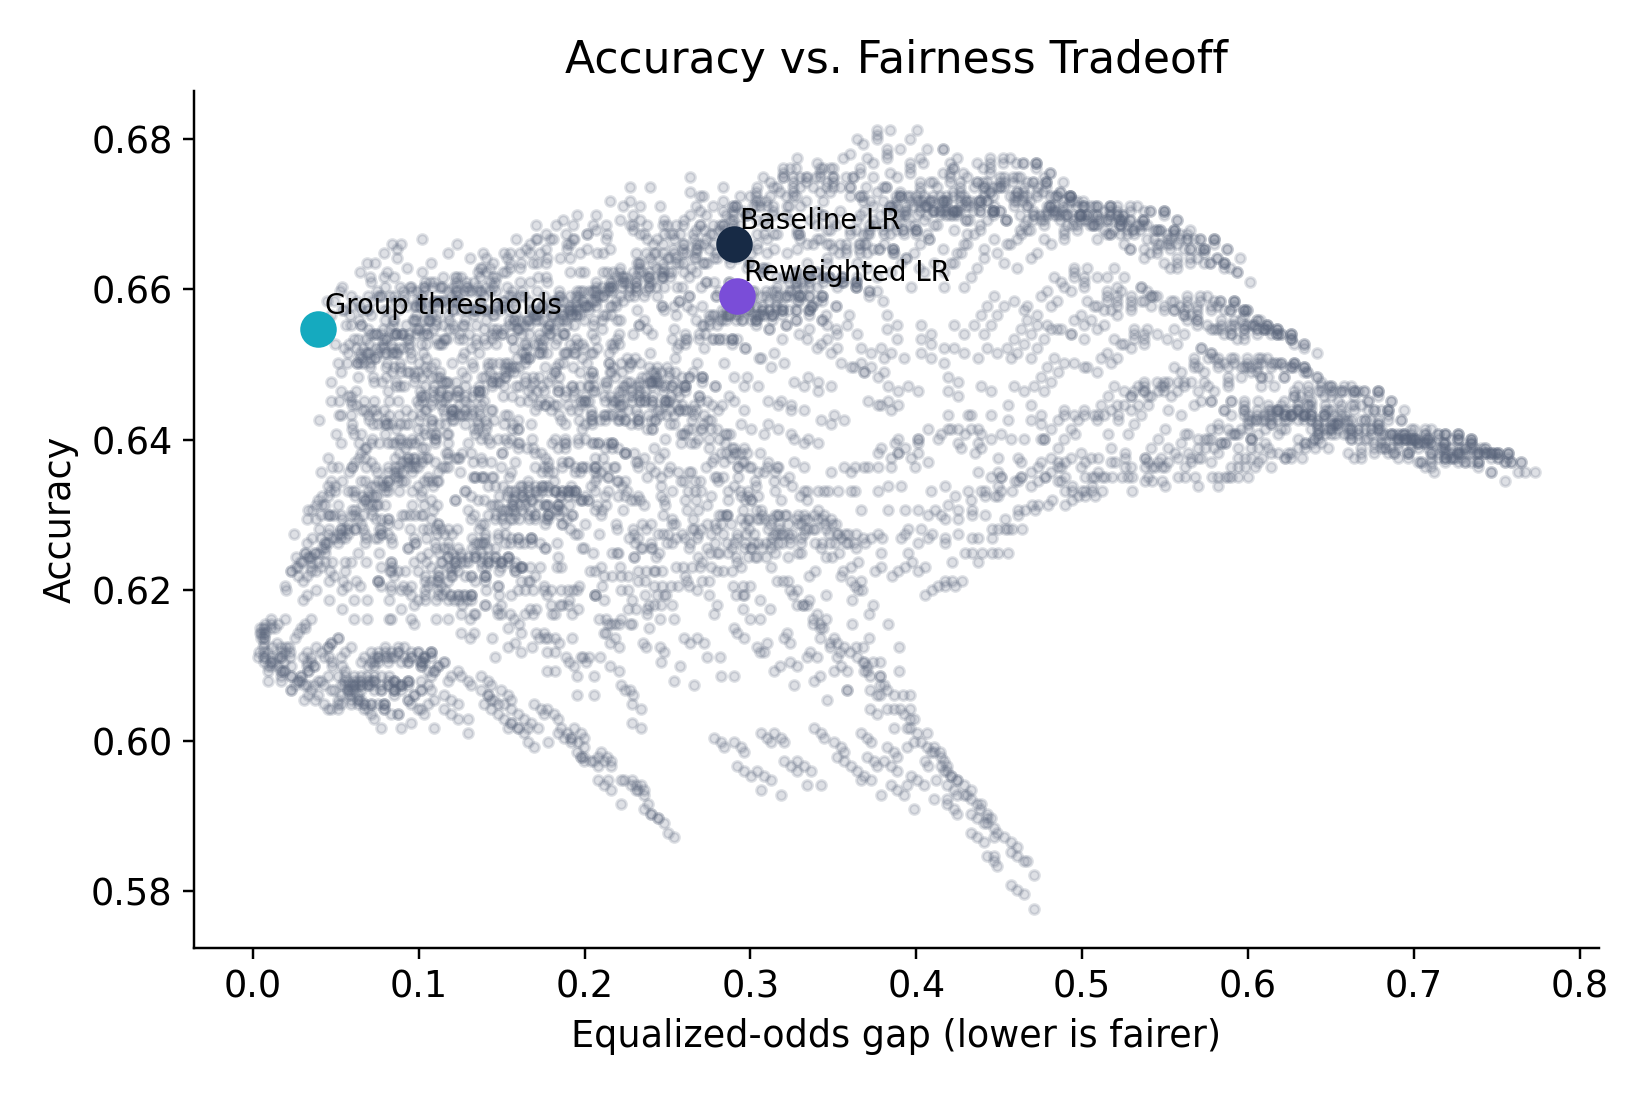 Accuracy vs. Fairness Tradeoff
Accuracy
0.68
0.66
0.64
0.62
0.60
0.58
Baseline LR
Reweighted LR
Group thresholds
0.0 0.1 0.2 0.3 0.4 0.5 0.6 0.7 0.8
Equalized-odds gap (lower is fairer)